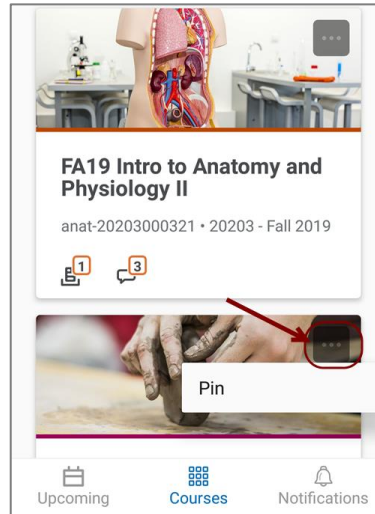 FA19 Intro to Anatomy and
Physiology II
anat-20203000321 • 20203 - Fall 2019
1
3
Pin
Upcoming
Courses
Notifications